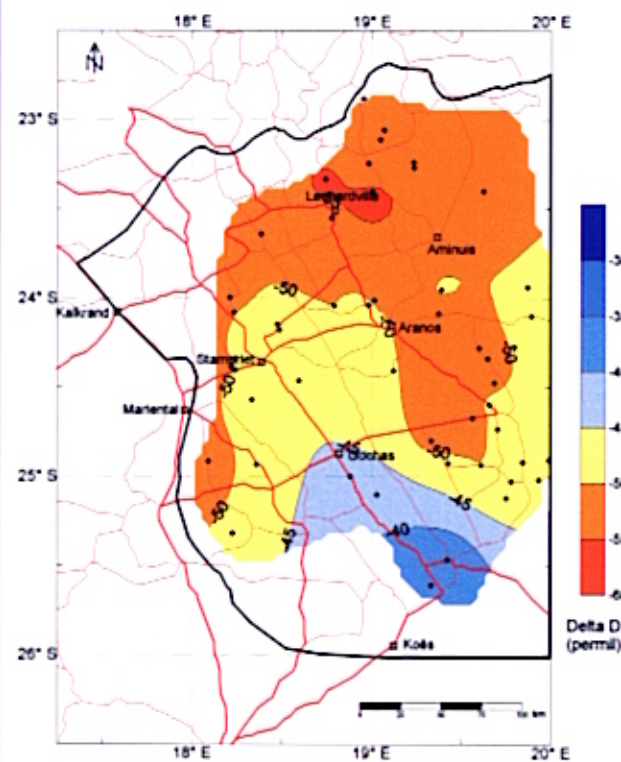 18° E 19° E 20° E
N
23° S
Leonardville
Aminuis
24° S
-50
Kalkrand
Aranos
Stampriet
-50
-50
Mariental
-50
-45
Gochas
25° S
-45
-50
-40
-45
Delta D
(permil)
26° S
Koës
18° E 19° E 20° E